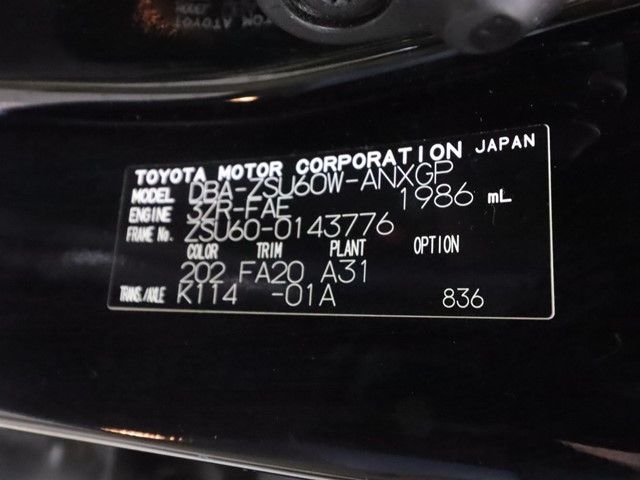 TOYOTA MOTOR CORPORATION JAPAN
MODEL DBA-ZSU60W-ANXGP
ENGINE 3ZR-FAE 1986 mL
FRAME No. ZSU60-0143776
COLOR TRIM PLANT OPTION
202 FA20 A31
TRANS./AXLE K114 -01A 836